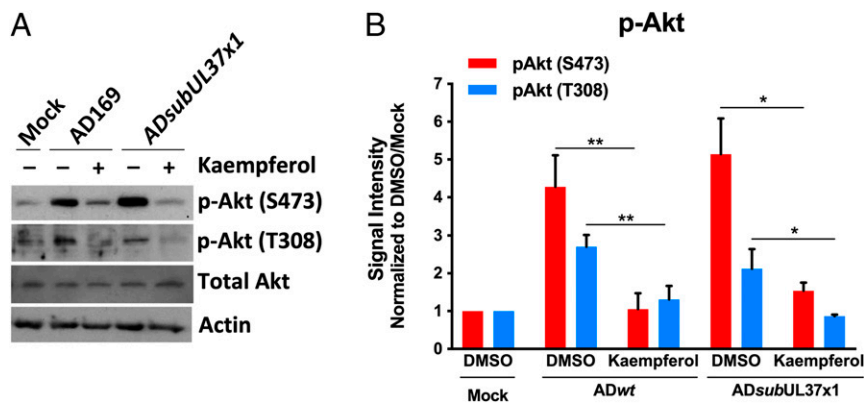 A
Mock
AD169
ADsubUL37x1
– – + – + Kaempferol
p-Akt (S473)
p-Akt (T308)
Total Akt
Actin
B
p-Akt
pAkt (S473)
pAkt (T308)
Signal Intensity
Normalized to DMSO/Mock
7
6
5
4
3
2
1
0
** ** * *
DMSO DMSO Kaempferol DMSO Kaempferol
Mock ADwt ADsubUL37x1